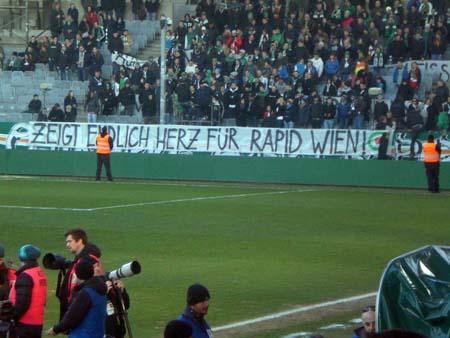 ZEIGT ENDLICH HERZ FÜR RAPID WIEN!